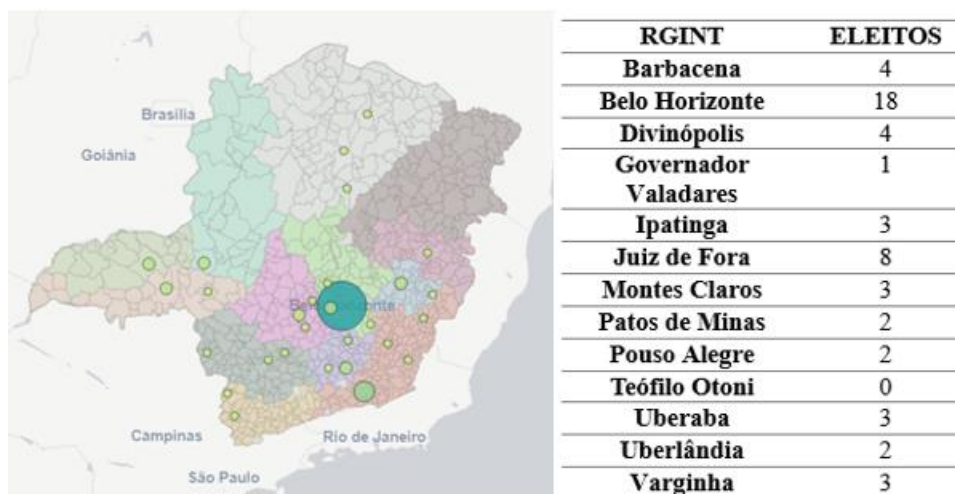 Brasília
Goiânia
Belo Horizonte
Campinas
Rio de Janeiro
São Paulo
RGINT ELEITOS
Barbacena 4
Belo Horizonte 18
Divinópolis 4
Governador 1
Valadares
Ipatinga 3
Juiz de Fora 8
Montes Claros 3
Patos de Minas 2
Pouso Alegre 2
Teófilo Otoni 0
Uberaba 3
Uberlândia 2
Varginha 3